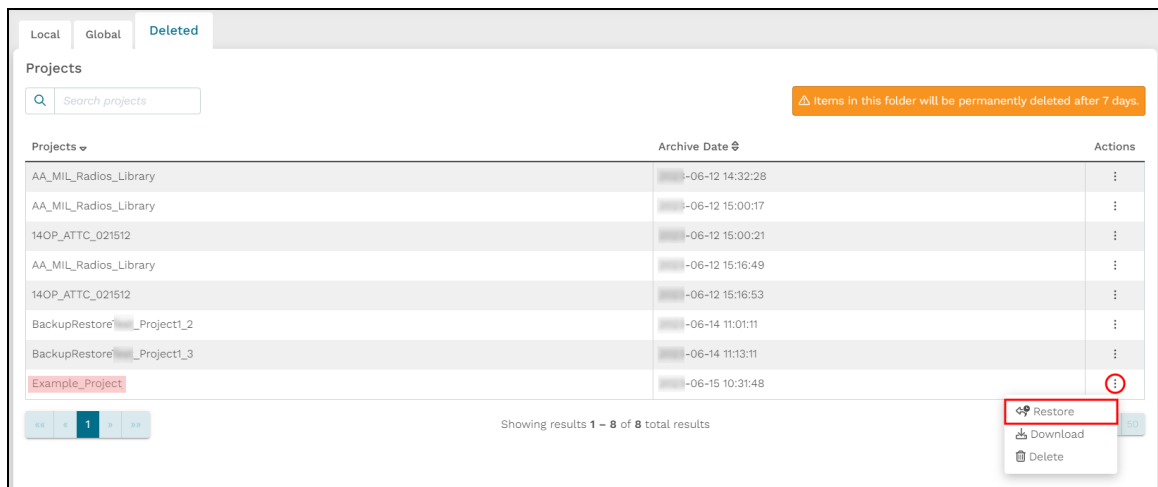 Local Global Deleted
Projects
Search projects
Items in this folder will be permanently deleted after 7 days.
Projects Archive Date Actions
AA_MIL_Radios_Library -06-12 14:32:28
AA_MIL_Radios_Library -06-12 15:00:17
14OP_ATTC_021512 -06-12 15:00:21
AA_MIL_Radios_Library -06-12 15:16:49
14OP_ATTC_021512 -06-12 15:16:53
BackupRestore _Project1_2 -06-14 11:01:11
BackupRestore _Project1_3 -06-14 11:13:11
Example_Project -06-15 10:31:48
«« « 1 » »» Showing results 1 – 8 of 8 total results 50
Restore
Download
Delete